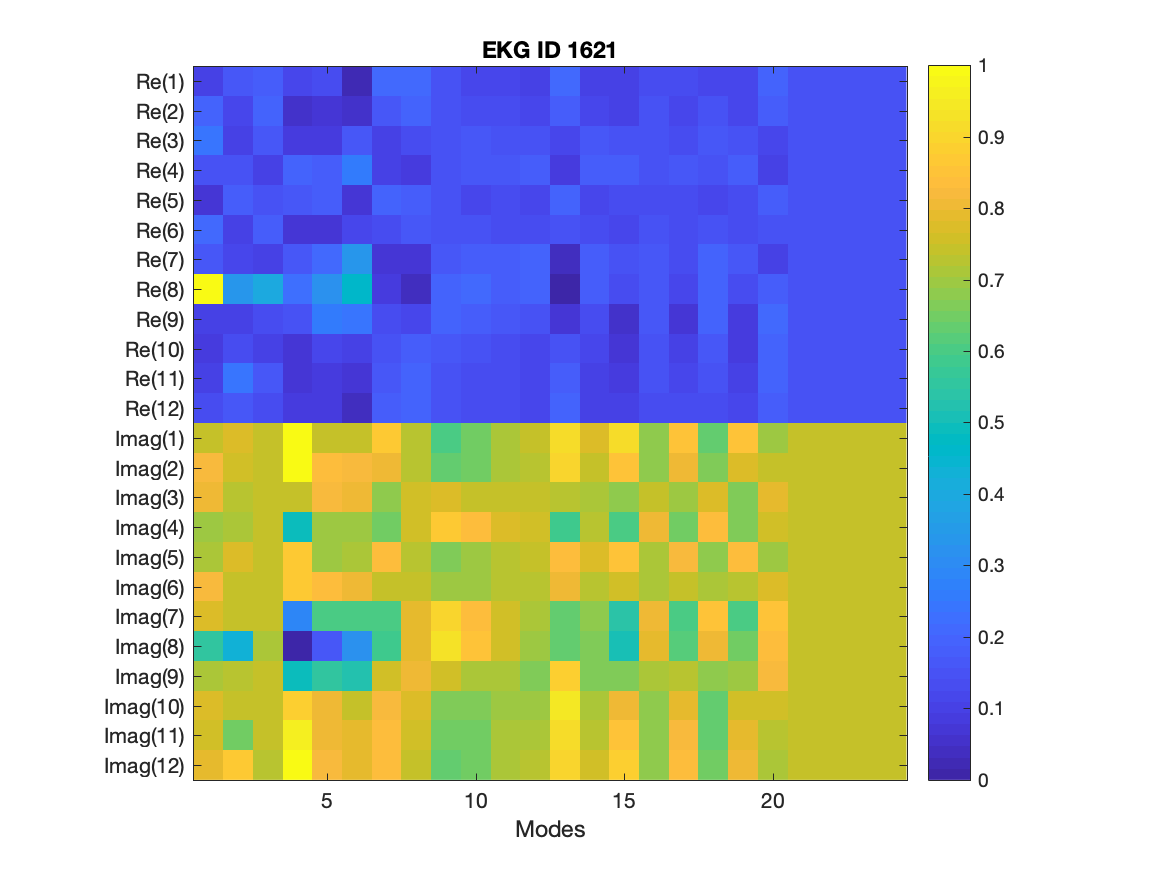 EKG ID 1621
Re(1)
Re(2)
Re(3)
Re(4)
Re(5)
Re(6)
Re(7)
Re(8)
Re(9)
Re(10)
Re(11)
Re(12)
Imag(1)
Imag(2)
Imag(3)
Imag(4)
Imag(5)
Imag(6)
Imag(7)
Imag(8)
Imag(9)
Imag(10)
Imag(11)
Imag(12)
5 10 15 20
Modes
1
0.9
0.8
0.7
0.6
0.5
0.4
0.3
0.2
0.1
0